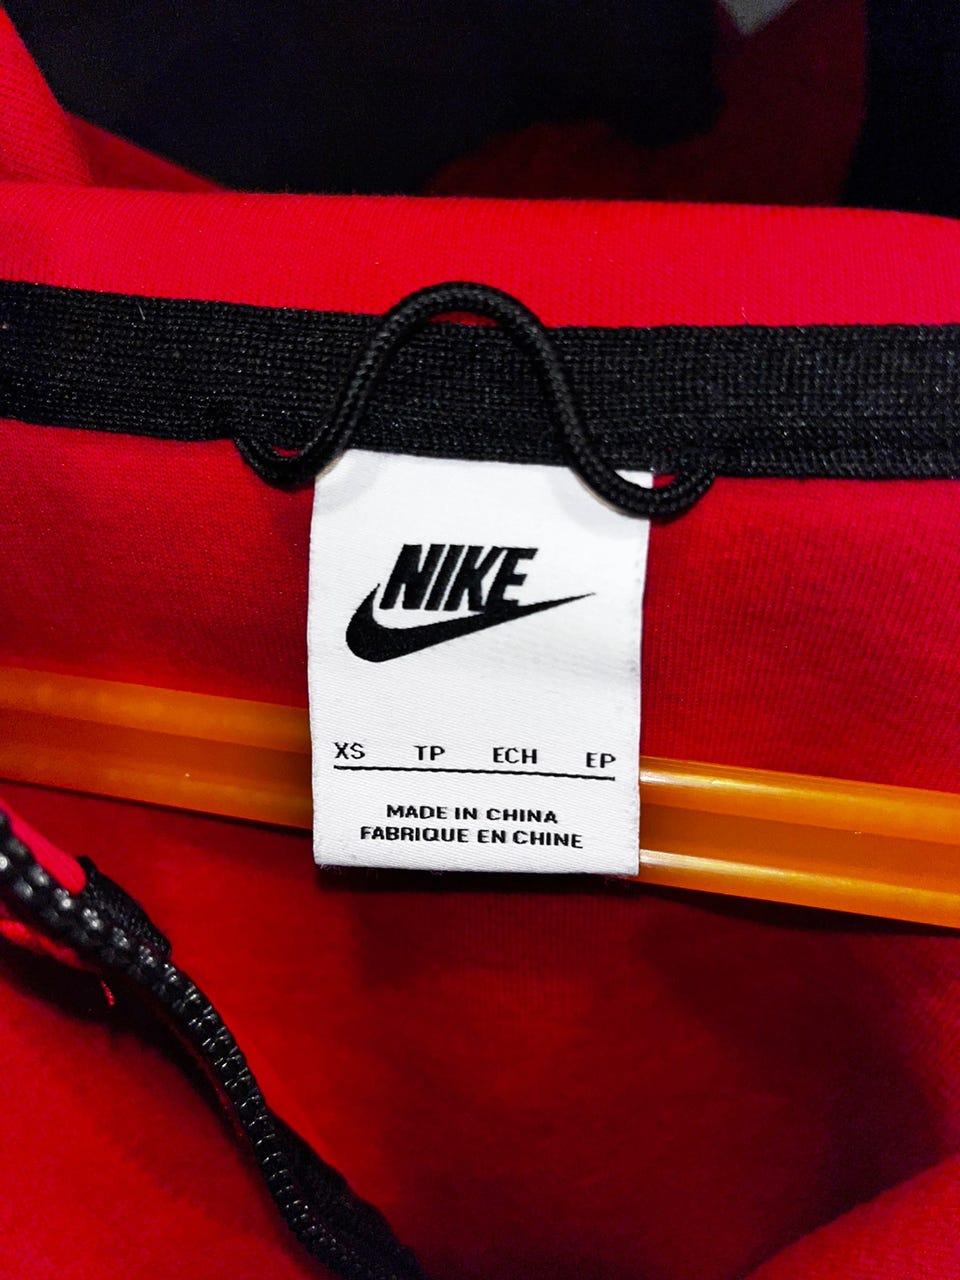 NIKE
XS TP ECH EP
MADE IN CHINA
FABRIQUE EN CHINE